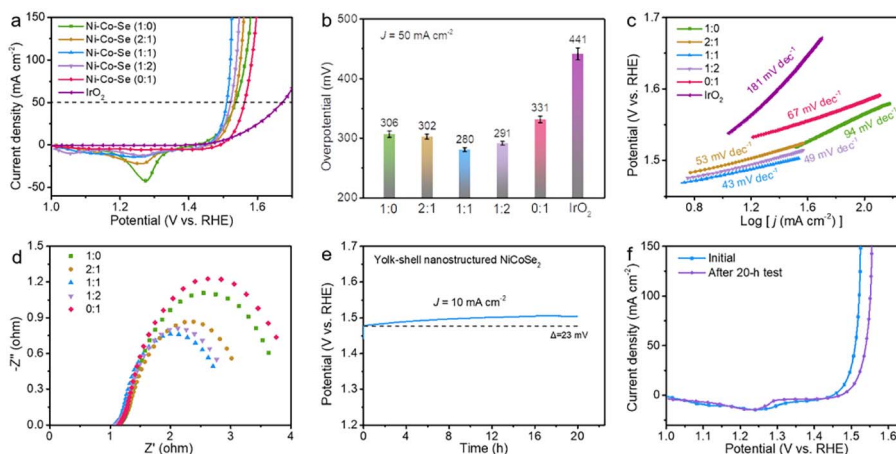 a
Ni-Co-Se (1:0)
Ni-Co-Se (2:1)
Ni-Co-Se (1:1)
Ni-Co-Se (1:2)
Ni-Co-Se (0:1)
IrO₂
Current density (mA cm⁻²)
150
100
50
0
-50
1.0 1.2 1.4 1.6
Potential (V vs. RHE)
b
J = 50 mA cm⁻²
Overpotential (mV)
500
400
300
200
306
302
280
291
331
441
1:0 2:1 1:1 1:2 0:1 IrO₂
c
1:0
2:1
1:1
1:2
0:1
IrO₂
Potential (V vs. RHE)
1.7
1.6
1.5
181 mV dec⁻¹
67 mV dec⁻¹
53 mV dec⁻¹
94 mV dec⁻¹
49 mV dec⁻¹
43 mV dec⁻¹
0.5 1.0 1.5 2.0
Log [ j (mA cm⁻²) ]
d
1:0
2:1
1:1
1:2
0:1
-Z'' (ohm)
1.5
1.2
0.9
0.6
0.3
0.0
0 1 2 3 4
Z' (ohm)
e
Yolk-shell nanostructured NiCoSe₂
J = 10 mA cm⁻²
Δ=23 mV
Potential (V vs. RHE)
1.7
1.6
1.5
1.4
1.3
1.2
0 4 8 12 16 20
Time (h)
f
Initial
After 20-h test
Current density (mA cm⁻²)
150
100
50
0
1.0 1.1 1.2 1.3 1.4 1.5 1.6
Potential (V vs. RHE)